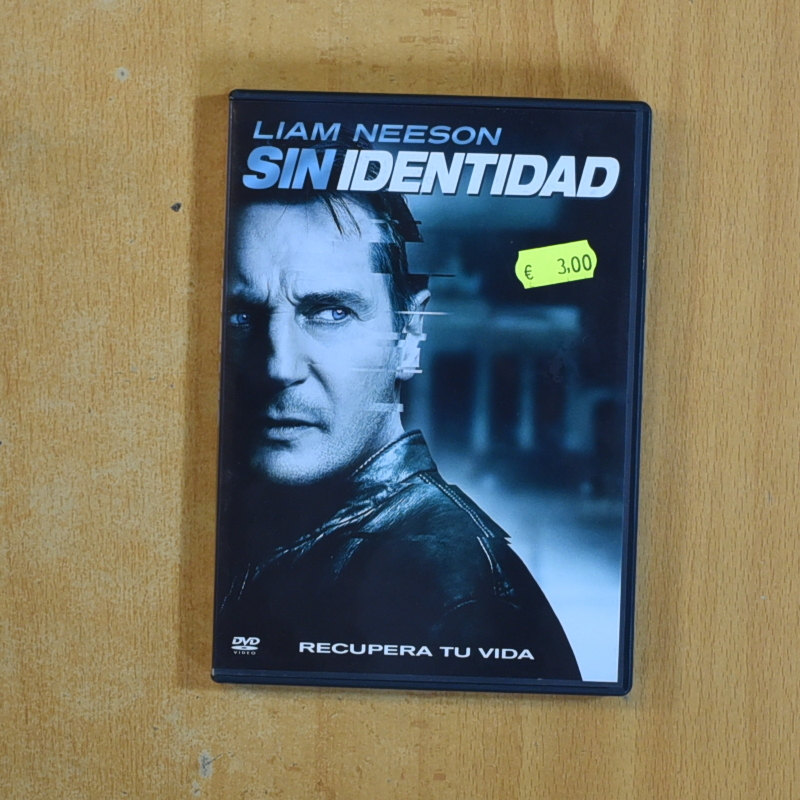 LIAM NEESON
SIN IDENTIDAD
€ 3,00
DVD
VIDEO
RECUPERA TU VIDA